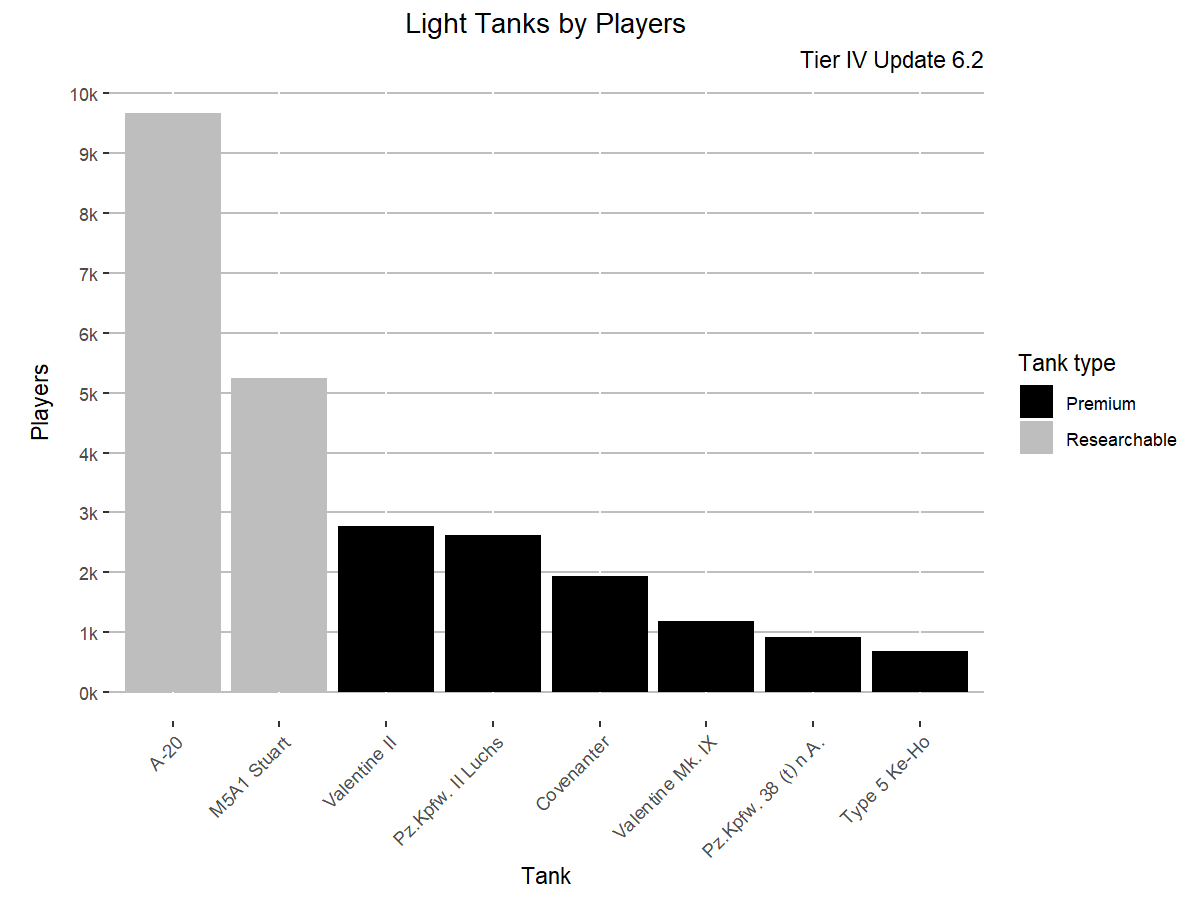 Light Tanks by Players
Tier IV Update 6.2
10k
9k
8k
7k
6k
5k
4k
3k
2k
1k
0k
Players
A-20
M5A1 Stuart
Valentine II
Pz.Kpfw. II Luchs
Covenanter
Valentine Mk. IX
Pz.Kpfw. 38 (t) n.A.
Type 5 Ke-Ho
Tank
Tank type
Premium
Researchable